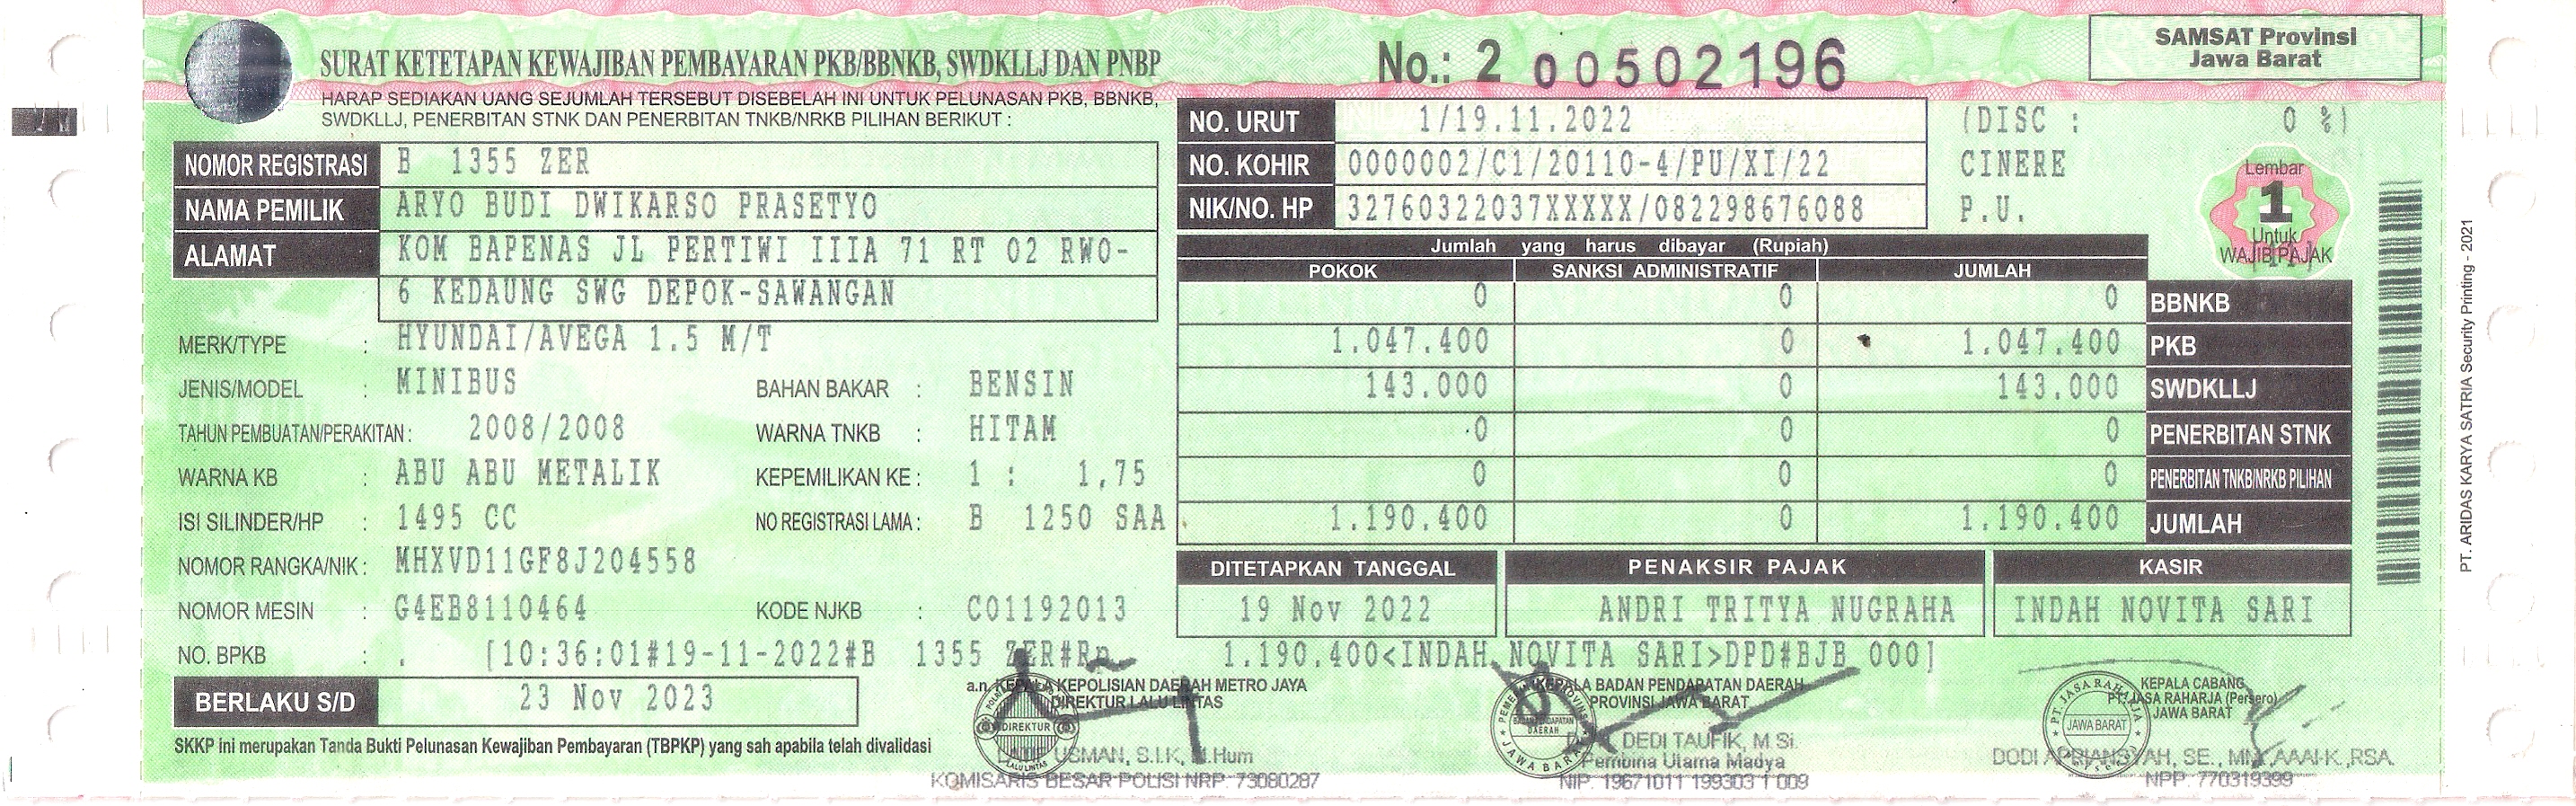 SURAT KETETAPAN KEWAJIBAN PEMBAYARAN PKB/BBNKB, SWDKLLJ DAN PNBP
No.: 2 00502196
SAMSAT Provinsi
Jawa Barat
HARAP SEDIAKAN UANG SEJUMLAH TERSEBUT DISEBELAH INI UNTUK PELUNASAN PKB, BBNKB,
SWDKLLJ, PENERBITAN STNK DAN PENERBITAN TNKB/NRKB PILIHAN BERIKUT :
NOMOR REGISTRASI B 1355 ZER
NAMA PEMILIK ARYO BUDI DWIKARSO PRASETYO
ALAMAT KOM BAPENAS JL PERTIWI IIIA 71 RT 02 RW0-
6 KEDAUNG SWG DEPOK-SAWANGAN
MERK/TYPE : HYUNDAI/AVEGA 1.5 M/T
JENIS/MODEL : MINIBUS BAHAN BAKAR : BENSIN
TAHUN PEMBUATAN/PERAKITAN : 2008/2008 WARNA TNKB : HITAM
WARNA KB : ABU ABU METALIK KEPEMILIKAN KE : 1 : 1,75
ISI SILINDER/HP : 1495 CC NO REGISTRASI LAMA : B 1250 SAA
NOMOR RANGKA/NIK : MHXVD11GF8J204558
NOMOR MESIN : G4EB8110464 KODE NJKB : C01192013
NO. BPKB : . [10:36:01#19-11-2022#B 1355 ZER#Rp 1.190.400<INDAH NOVITA SARI>DPD#BJB 000]
BERLAKU S/D 23 Nov 2023
SKKP ini merupakan Tanda Bukti Pelunasan Kewajiban Pembayaran (TBPKP) yang sah apabila telah divalidasi
NO. URUT 1/19.11.2022 (DISC : 0 %)
NO. KOHIR 0000002/C1/20110-4/PU/XI/22 CINERE
NIK/NO. HP 32760322037XXXXX/082298676088 P.U.
Lembar
1
Untuk
WAJIB PAJAK
Jumlah yang harus dibayar (Rupiah)
POKOK SANKSI ADMINISTRATIF JUMLAH
0 0 0 BBNKB
1.047.400 0 1.047.400 PKB
143.000 0 143.000 SWDKLLJ
0 0 0 PENERBITAN STNK
0 0 0 PENERBITAN TNKB/NRKB PILIHAN
1.190.400 0 1.190.400 JUMLAH
DITETAPKAN TANGGAL PENAKSIR PAJAK KASIR
19 Nov 2022 ANDRI TRITYA NUGRAHA INDAH NOVITA SARI
a.n. KEPALA KEPOLISIAN DAERAH METRO JAYA
DIREKTUR LALU LINTAS
DIREKTUR
LALU LINTAS
USMAN, S.I.K, M.Hum
KOMISARIS BESAR POLISI NRP. 73080287
KEPALA BADAN PENDAPATAN DAERAH
PROVINSI JAWA BARAT
BADAN PENDAPATAN
DAERAH
JAWA BARAT
DEDI TAUFIK, M.Si.
Pembina Utama Madya
NIP. 19671011 199303 1 009
KEPALA CABANG
PT. JASA RAHARJA (Persero)
JAWA BARAT
PT JASA RAHARJA
JAWA BARAT
DODI APRIANSYAH, SE., MM, AAAI-K.,RSA.
NPP. 770319399
PT. ARIDAS KARYA SATRIA Security Printing - 2021